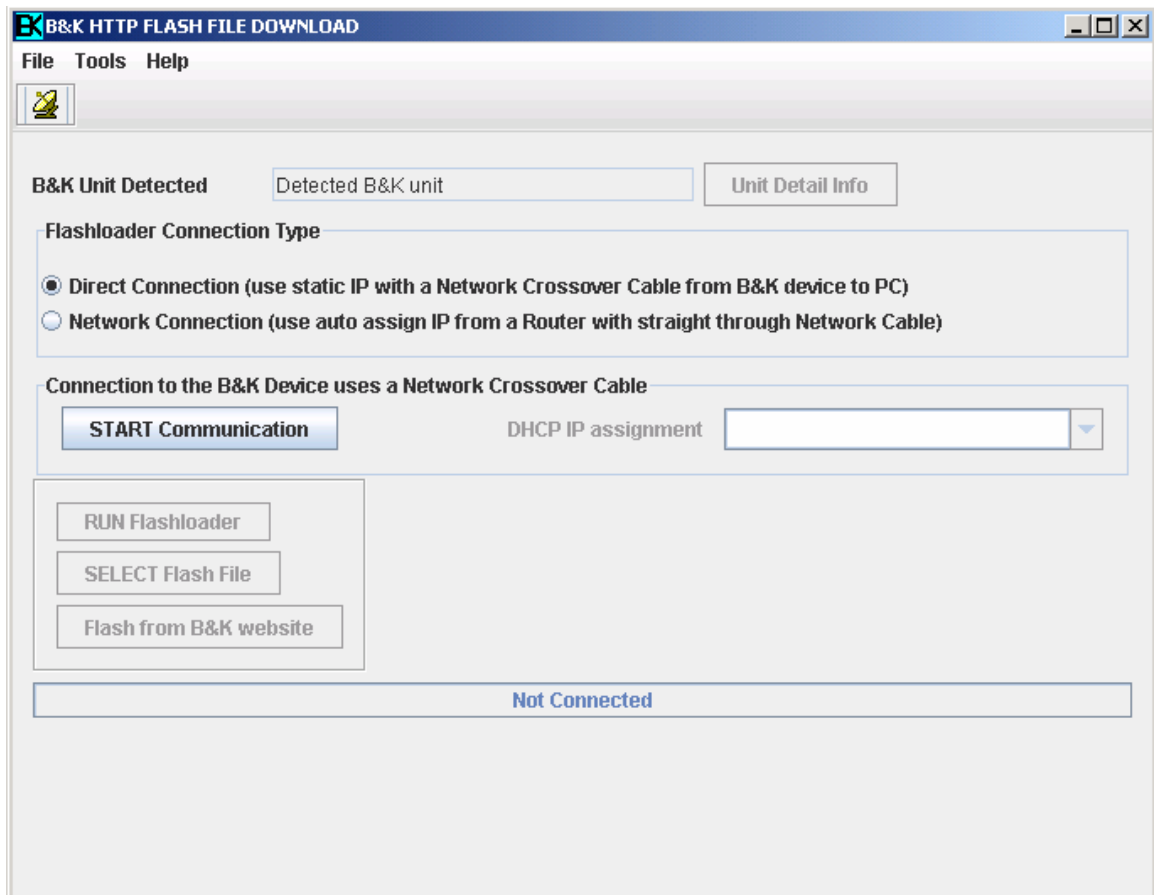 BK B&K HTTP FLASH FILE DOWNLOAD
File Tools Help
B&K Unit Detected Detected B&K unit Unit Detail Info
Flashloader Connection Type
Direct Connection (use static IP with a Network Crossover Cable from B&K device to PC)
Network Connection (use auto assign IP from a Router with straight through Network Cable)
Connection to the B&K Device uses a Network Crossover Cable
START Communication DHCP IP assignment
RUN Flashloader
SELECT Flash File
Flash from B&K website
Not Connected